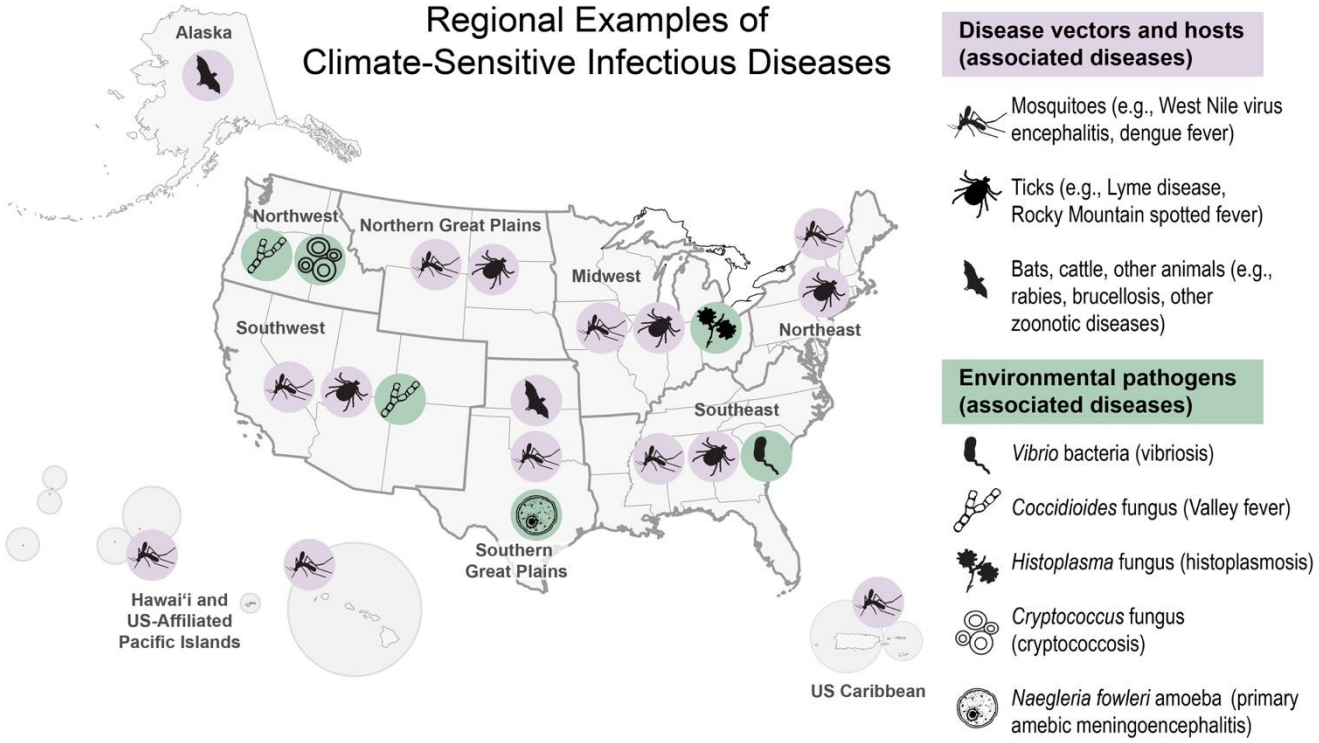 Regional Examples of
Climate-Sensitive Infectious Diseases
Alaska
Northwest
Northern Great Plains
Midwest
Northeast
Southwest
Southeast
Southern
Great Plains
Hawaiʻi and
US-Affiliated
Pacific Islands
US Caribbean
Disease vectors and hosts
(associated diseases)
Mosquitoes (e.g., West Nile virus
encephalitis, dengue fever)
Ticks (e.g., Lyme disease,
Rocky Mountain spotted fever)
Bats, cattle, other animals (e.g.,
rabies, brucellosis, other
zoonotic diseases)
Environmental pathogens
(associated diseases)
Vibrio bacteria (vibriosis)
Coccidioides fungus (Valley fever)
Histoplasma fungus (histoplasmosis)
Cryptococcus fungus
(cryptococcosis)
Naegleria fowleri amoeba (primary
amebic meningoencephalitis)